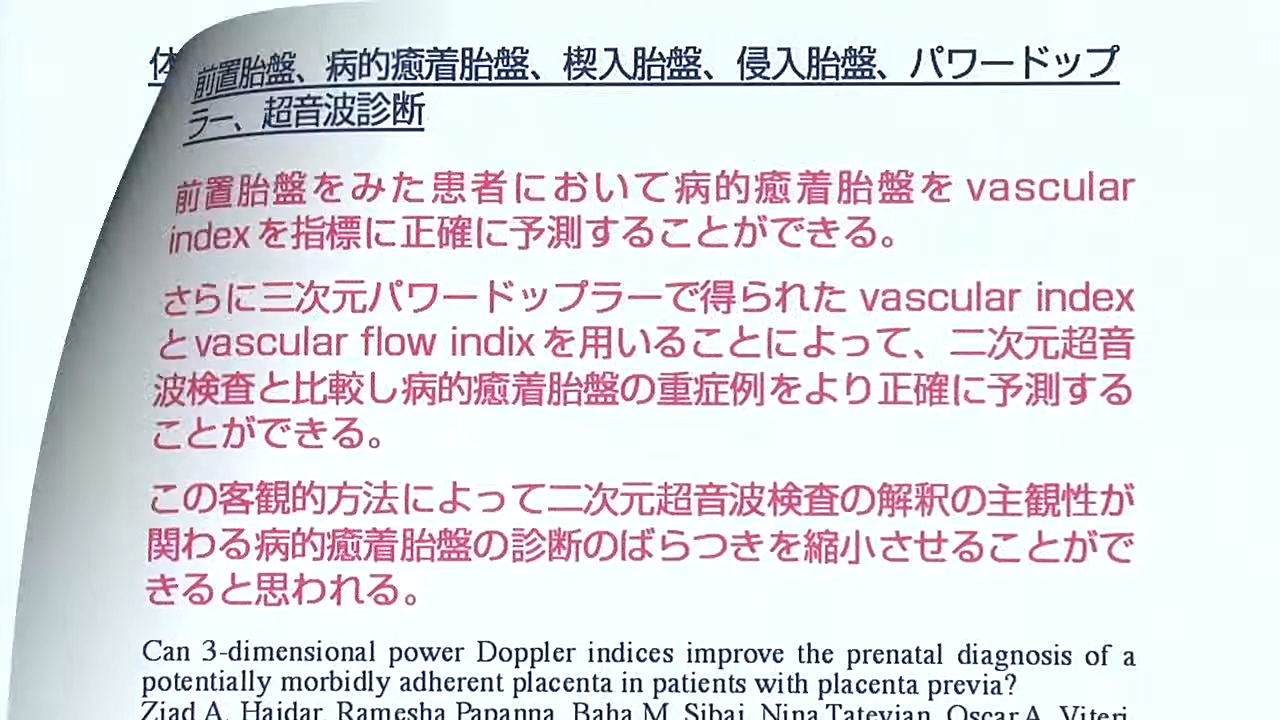 体
前置胎盤、病的癒着胎盤、楔入胎盤、侵入胎盤、パワードップ
ラー、超音波診断
前置胎盤をみた患者において病的癒着胎盤を vascular
index を指標に正確に予測することができる。
さらに三次元パワードップラーで得られた vascular index
と vascular flow indix を用いることによって、二次元超音
波検査と比較し病的癒着胎盤の重症例をより正確に予測する
ことができる。
この客観的方法によって二次元超音波検査の解釈の主観性が
関わる病的癒着胎盤の診断のばらつきを縮小させることがで
きると思われる。
Can 3-dimensional power Doppler indices improve the prenatal diagnosis of a
potentially morbidly adherent placenta in patients with placenta previa?
Ziad A. Haidar, Ramesha Papanna, Baha M. Sibai, Nina Tatevian, Oscar A. Viteri,